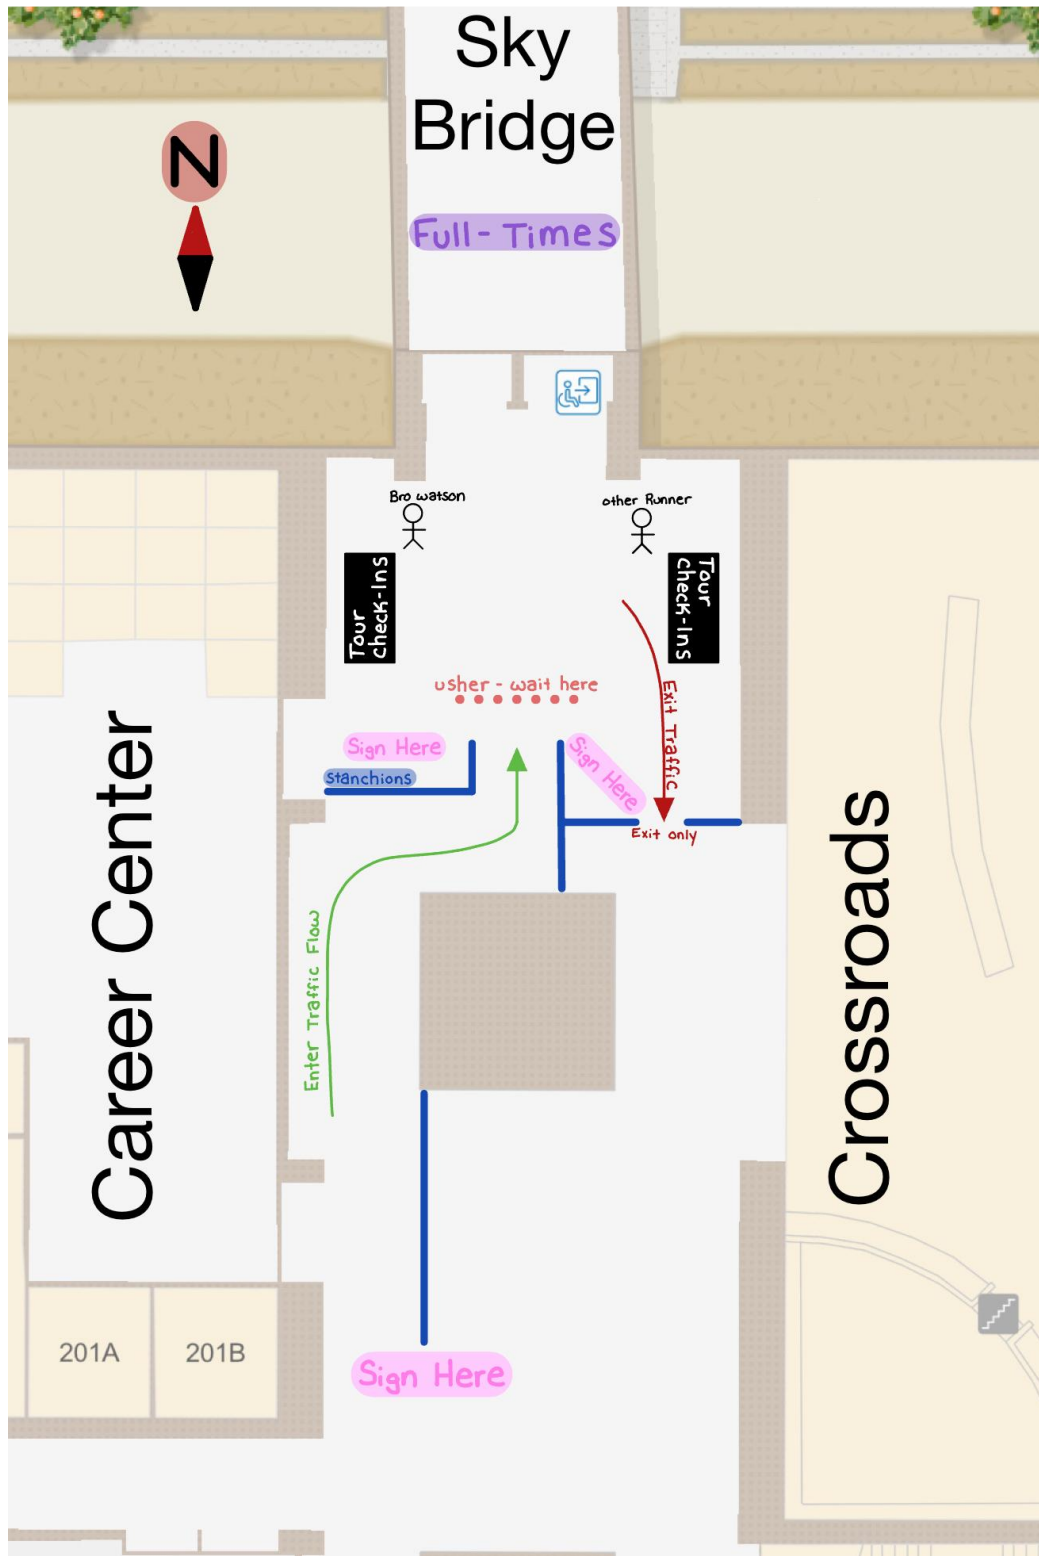 Sky
Bridge
N
Full-Times
Bro watson
other Runner
Tour
check-Ins
Tour
check-Ins
usher - wait here
Sign Here
Sign Here
Stanchions
Exit Traffic
Exit only
Enter Traffic Flow
Career Center
Crossroads
201A
201B
Sign Here